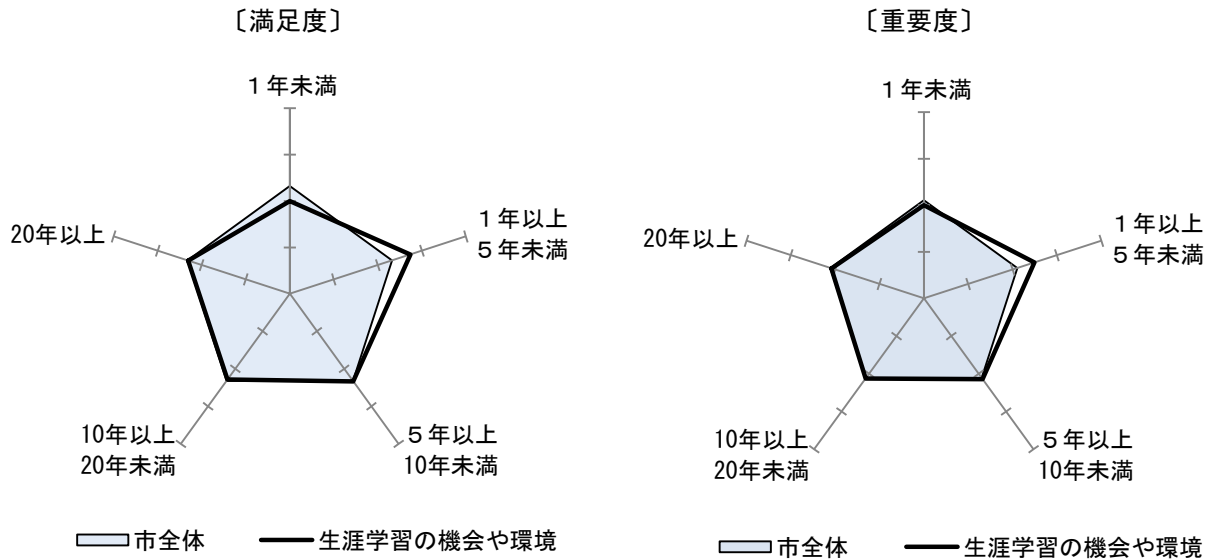 〔満足度〕
１年未満
１年以上
５年未満
５年以上
10年未満
10年以上
20年未満
20年以上
市全体
生涯学習の機会や環境
〔重要度〕
１年未満
１年以上
５年未満
５年以上
10年未満
10年以上
20年未満
20年以上
市全体
生涯学習の機会や環境